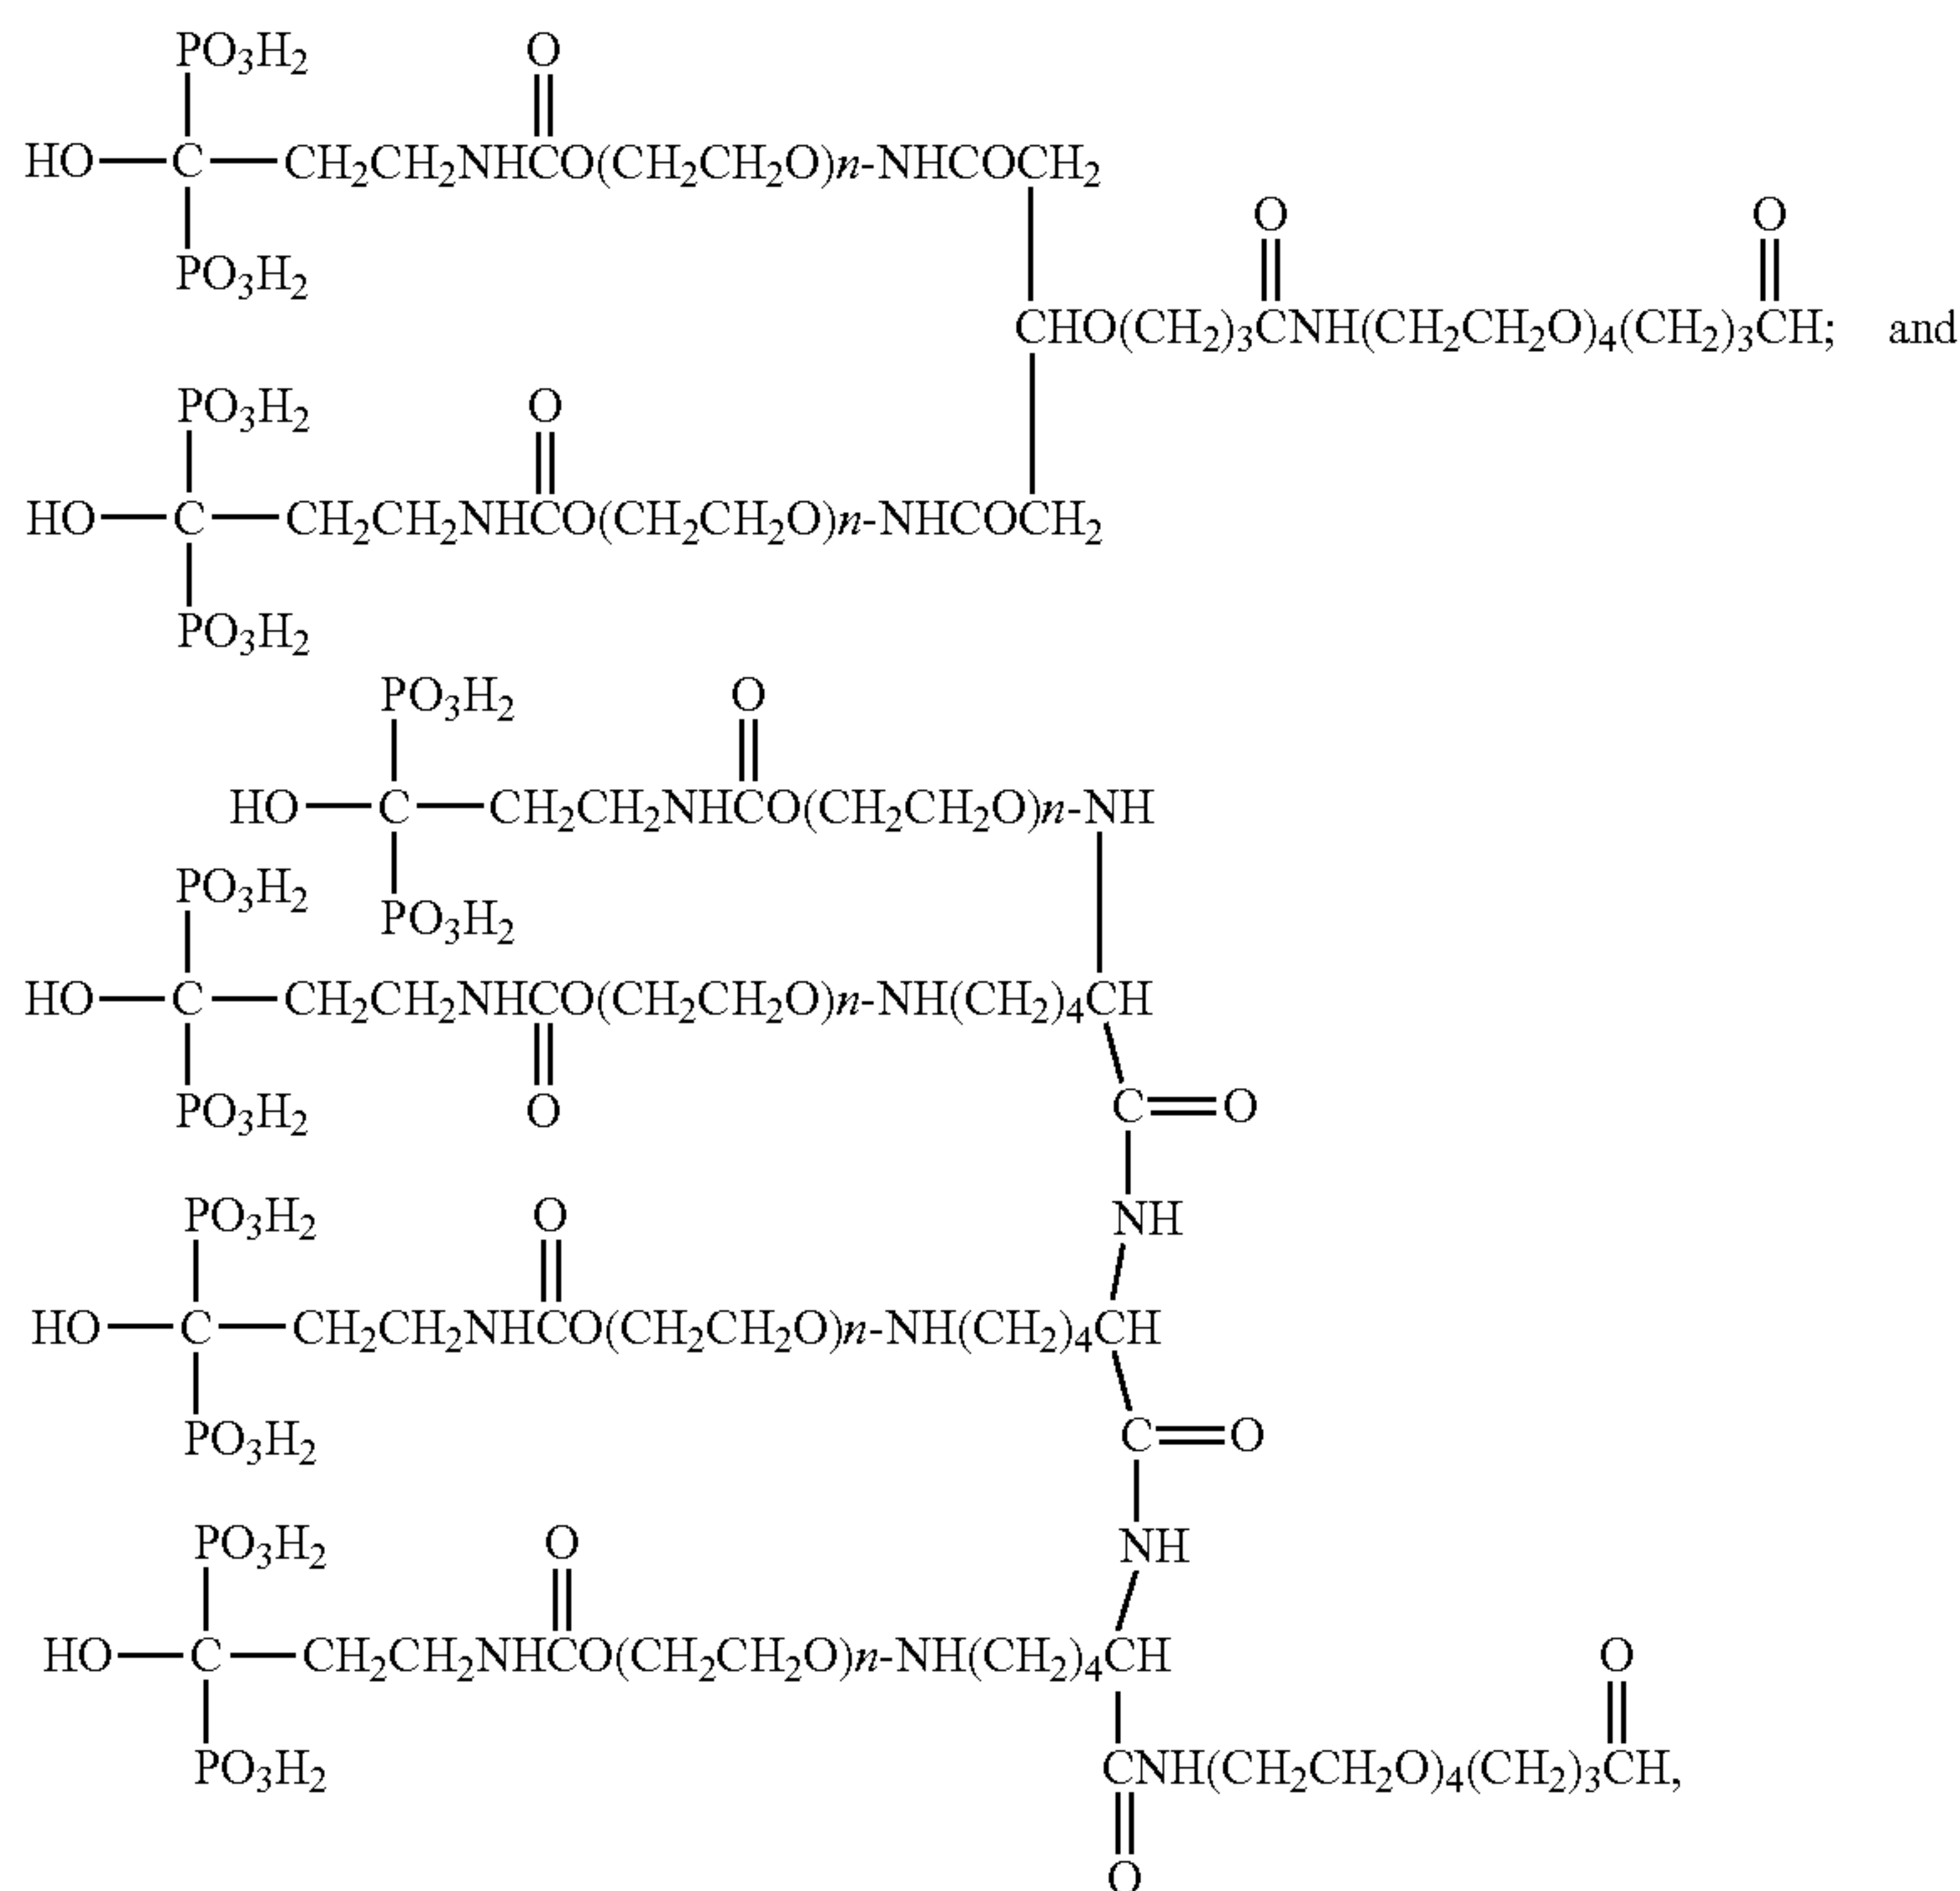 PO3H2 O
HO C CH2CH2NHCO(CH2CH2O)n-NHCOCH2
O O
PO3H2
CHO(CH2)3CNH(CH2CH2O)4(CH2)3CH; and
PO3H2 O
HO C CH2CH2NHCO(CH2CH2O)n-NHCOCH2
PO3H2
PO3H2 O
HO C CH2CH2NHCO(CH2CH2O)n-NH
PO3H2
PO3H2
HO C CH2CH2NHCO(CH2CH2O)n-NH(CH2)4CH
PO3H2 O C O
PO3H2 O NH
HO C CH2CH2NHCO(CH2CH2O)n-NH(CH2)4CH
PO3H2 C O
PO3H2 O NH
HO C CH2CH2NHCO(CH2CH2O)n-NH(CH2)4CH O
PO3H2 CNH(CH2CH2O)4(CH2)3CH,
O